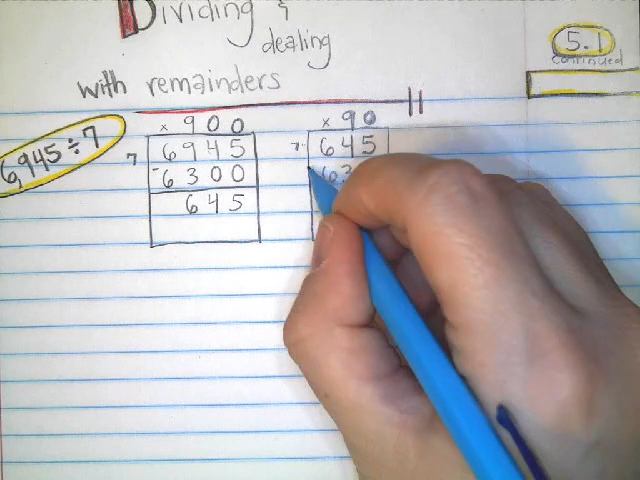 Dividing &
dealing
with remainders
5.1
continued
6,945 ÷ 7
x 900
7 6945
-6300
645
x 90
7 645